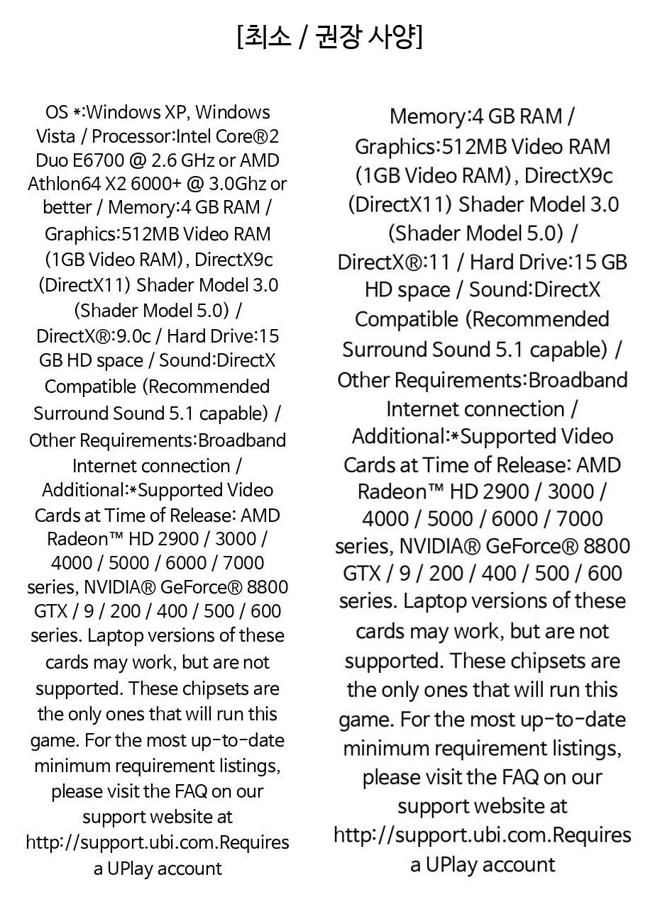 [최소 / 권장 사양]
OS *:Windows XP, Windows
Vista / Processor:Intel Core®2
Duo E6700 @ 2.6 GHz or AMD
Athlon64 X2 6000+ @ 3.0Ghz or
better / Memory:4 GB RAM /
Graphics:512MB Video RAM
(1GB Video RAM), DirectX9c
(DirectX11) Shader Model 3.0
(Shader Model 5.0) /
DirectX®:9.0c / Hard Drive:15
GB HD space / Sound:DirectX
Compatible (Recommended
Surround Sound 5.1 capable) /
Other Requirements:Broadband
Internet connection /
Additional:*Supported Video
Cards at Time of Release: AMD
Radeon™ HD 2900 / 3000 /
4000 / 5000 / 6000 / 7000
series, NVIDIA® GeForce® 8800
GTX / 9 / 200 / 400 / 500 / 600
series. Laptop versions of these
cards may work, but are not
supported. These chipsets are
the only ones that will run this
game. For the most up-to-date
minimum requirement listings,
please visit the FAQ on our
support website at
http://support.ubi.com.Requires
a UPlay account
Memory:4 GB RAM /
Graphics:512MB Video RAM
(1GB Video RAM), DirectX9c
(DirectX11) Shader Model 3.0
(Shader Model 5.0) /
DirectX®:11 / Hard Drive:15 GB
HD space / Sound:DirectX
Compatible (Recommended
Surround Sound 5.1 capable) /
Other Requirements:Broadband
Internet connection /
Additional:*Supported Video
Cards at Time of Release: AMD
Radeon™ HD 2900 / 3000 /
4000 / 5000 / 6000 / 7000
series, NVIDIA® GeForce® 8800
GTX / 9 / 200 / 400 / 500 / 600
series. Laptop versions of these
cards may work, but are not
supported. These chipsets are
the only ones that will run this
game. For the most up-to-date
minimum requirement listings,
please visit the FAQ on our
support website at
http://support.ubi.com.Requires
a UPlay account